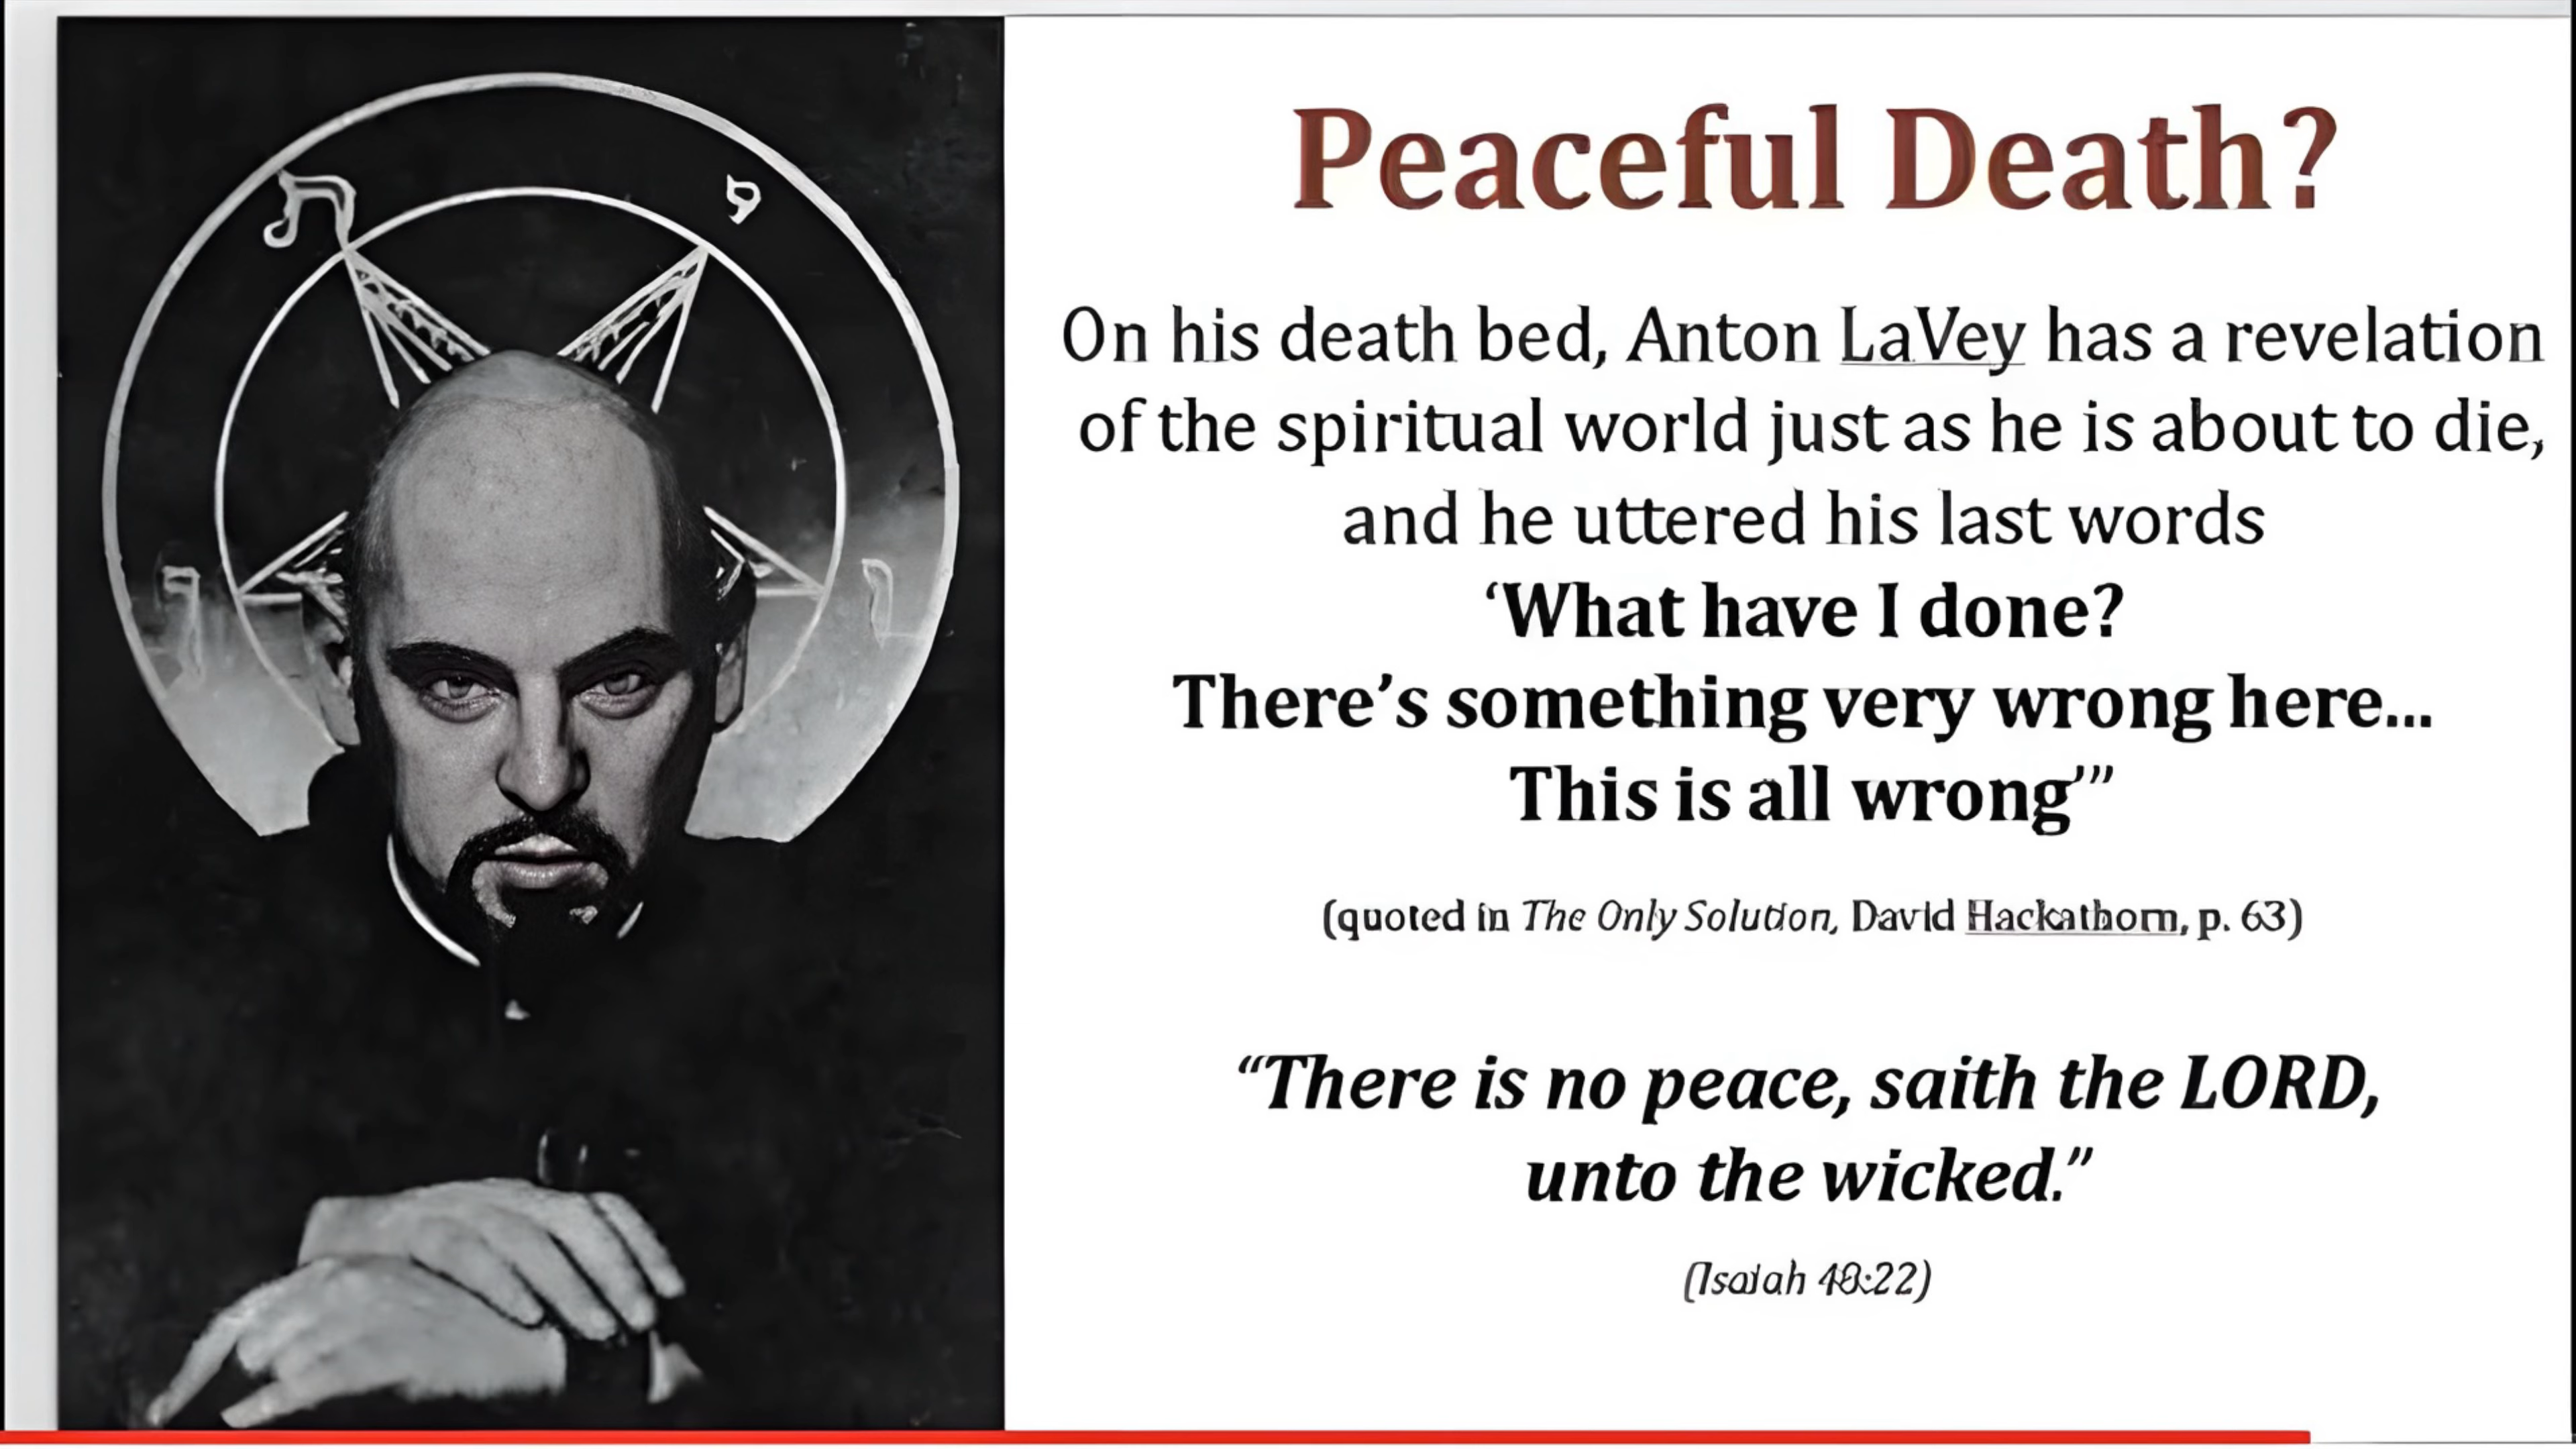 Peaceful Death?
On his death bed, Anton LaVey has a revelation
of the spiritual world just as he is about to die,
and he uttered his last words
‘What have I done?
There’s something very wrong here...
This is all wrong’”
(quoted in The Only Solution, David Hackathorn, p. 63)
“There is no peace, saith the LORD,
unto the wicked.”
(Isaiah 48:22)